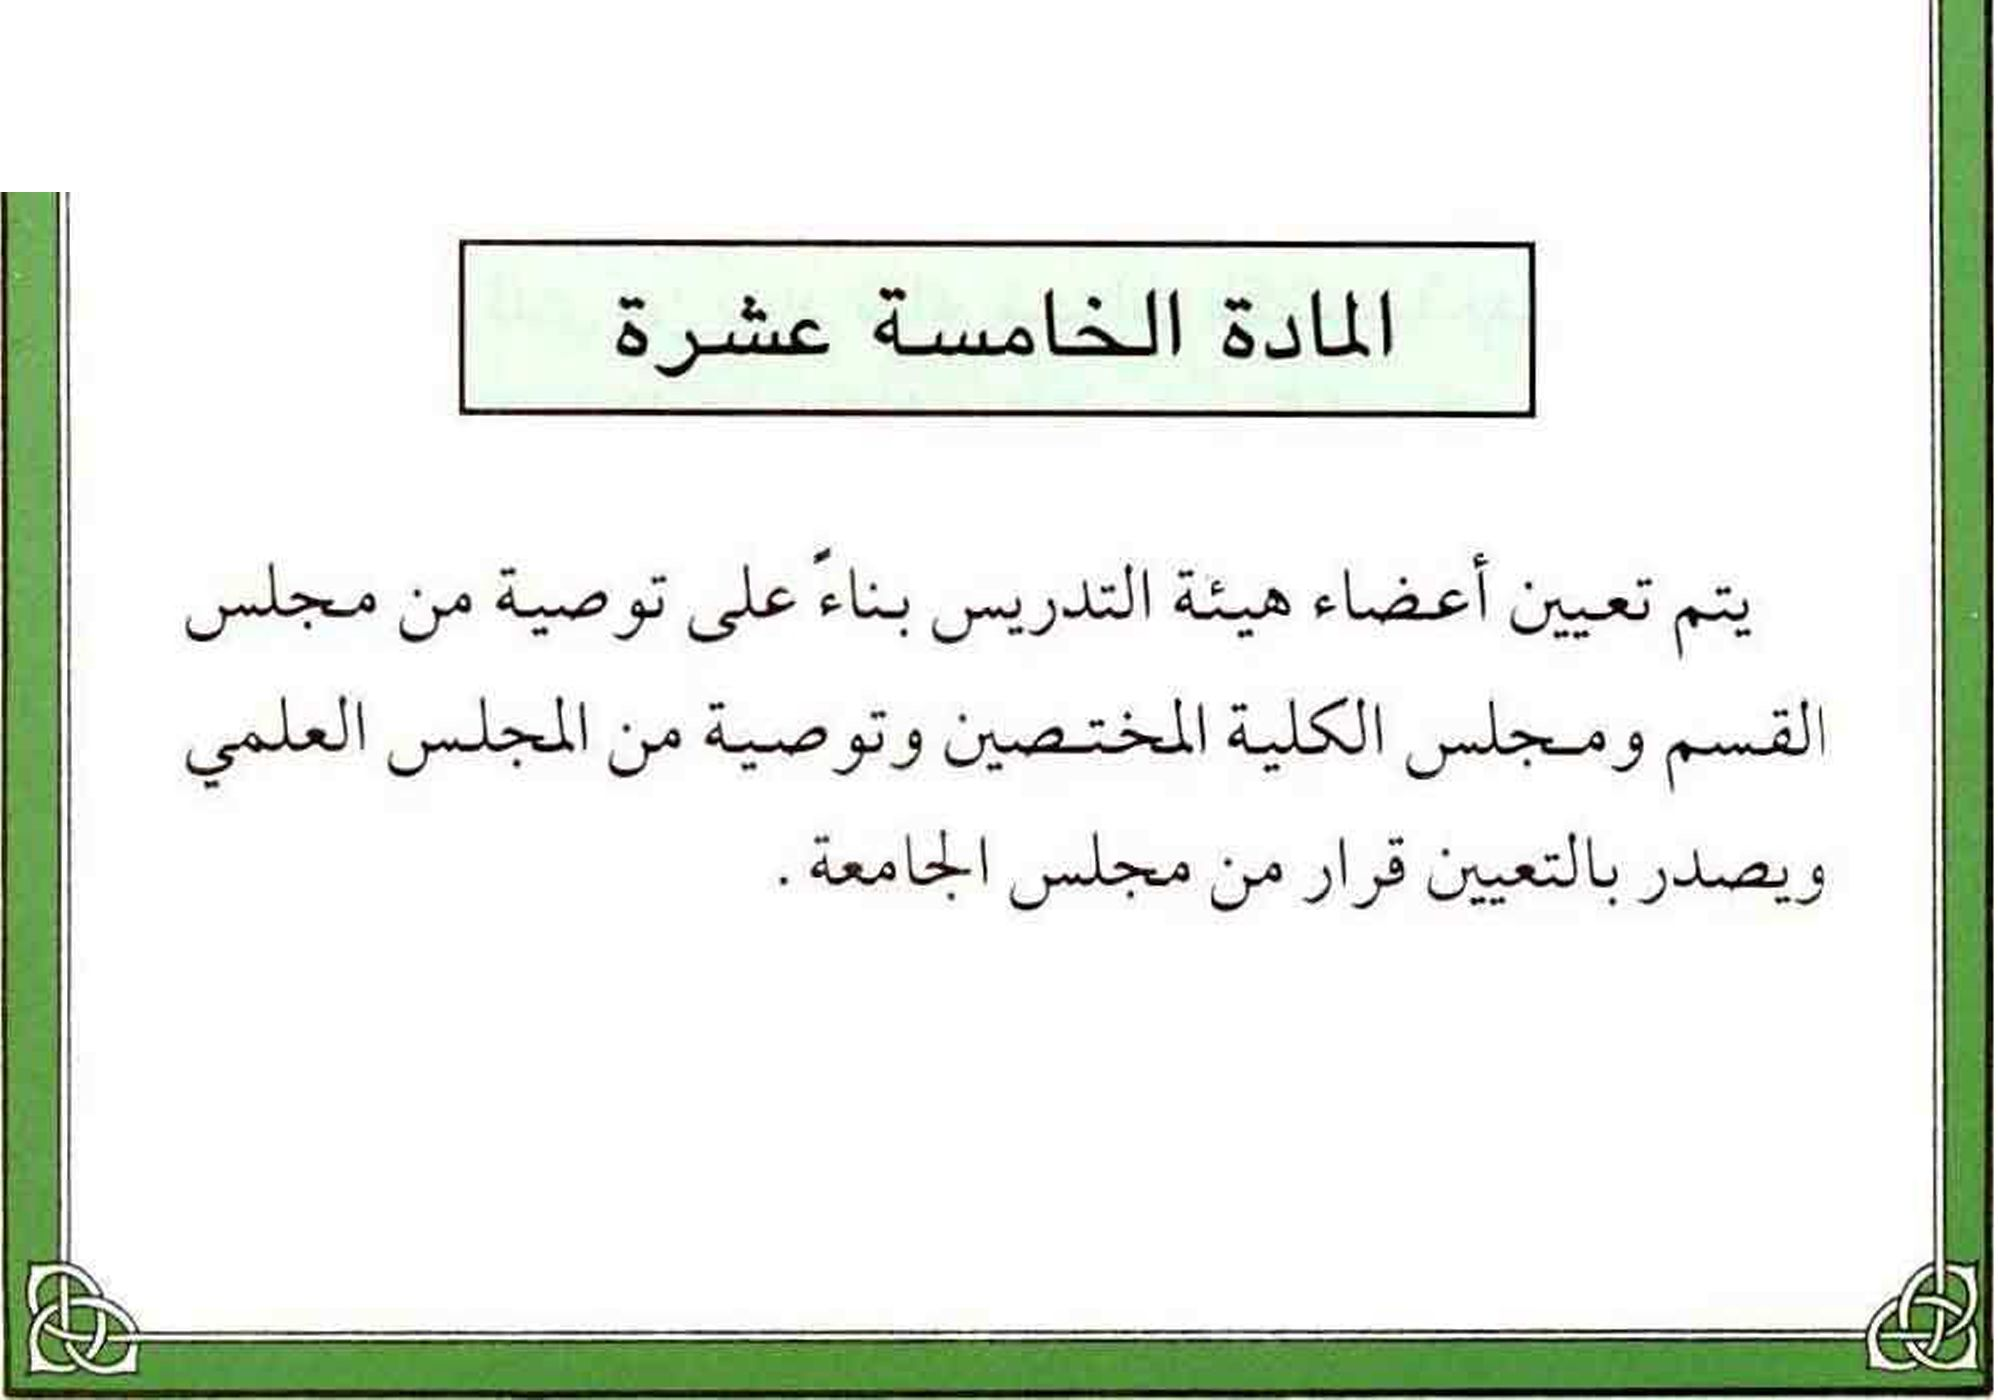 المادة الخامسة عشرة
يتم تعيين أعضاء هيئة التدريس بناءً على توصية من مجلس
القسم ومجلس الكلية المختصين وتوصية من المجلس العلمي
ويصدر بالتعيين قرار من مجلس الجامعة .